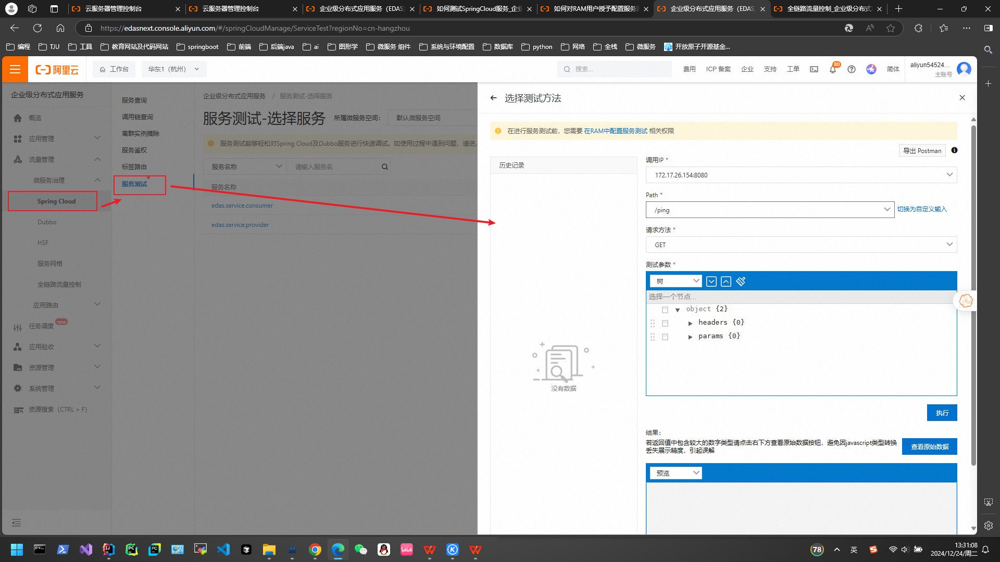 云服务器管理控制台
云服务器管理控制台
企业级分布式应用服务（EDAS
如何测试SpringCloud服务_企业
如何对RAM用户授予配置服务
企业级分布式应用服务（EDAS
全链路流量控制_企业级分布式
https://edasnext.console.aliyun.com/#/springCloudManage/ServiceTest?regionNo=cn-hangzhou
编程
TJU
工具
教育网站及代码网站
springboot
前端
后端java
ai
图形学
微服务 组件
系统与环境配置
数据库
python
网络
全栈
微服务
开放原子开源基金...
阿里云
工作台
华东1（杭州）
搜索...
费用
ICP 备案
企业
支持
工单
80
简体
aliyun54524...
主账号
企业级分布式应用服务
概览
应用管理
流量管理
微服务治理
Spring Cloud
Dubbo
HSF
服务网格
全链路流量控制
应用路由
任务调度
new
应用验收
资源管理
系统管理
资源搜索（CTRL + F）
服务查询
调用链查询
离群实例摘除
服务鉴权
标签路由
服务测试
企业级分布式应用服务 / 服务测试-选择服务
服务测试-选择服务
所属微服务空间：
默认微服务空间
服务测试能够轻松对Spring Cloud及Dubbo服务进行快速调试。如使用过程中遇到问题，请进
服务名称
请输入服务名
服务名称
edas.service.consumer
edas.service.provider
选择测试方法
在进行服务测试前，您需要 在RAM中配置服务测试 相关权限
导出 Postman
历史记录
没有数据
调用IP *
172.17.26.154:8080
Path *
/ping
切换为自定义输入
请求方法 *
GET
测试参数 *
树
选择一个节点...
object {2}
headers {0}
params {0}
执行
结果：
若返回值中包含较大的数字类型请点击右下方查看原始数据按钮，避免因javascript类型转换
丢失展示精度，引起误解
查看原始数据
预览
78
英
13:31:08
2024/12/24/周二